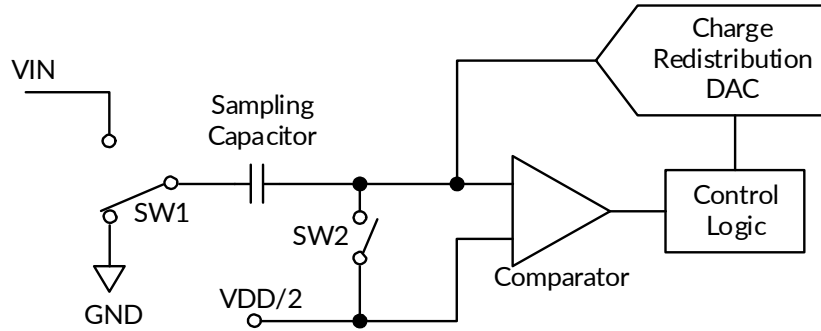 VIN
Sampling
Capacitor
Charge
Redistribution
DAC
SW1
SW2
Control
Logic
Comparator
GND
VDD/2